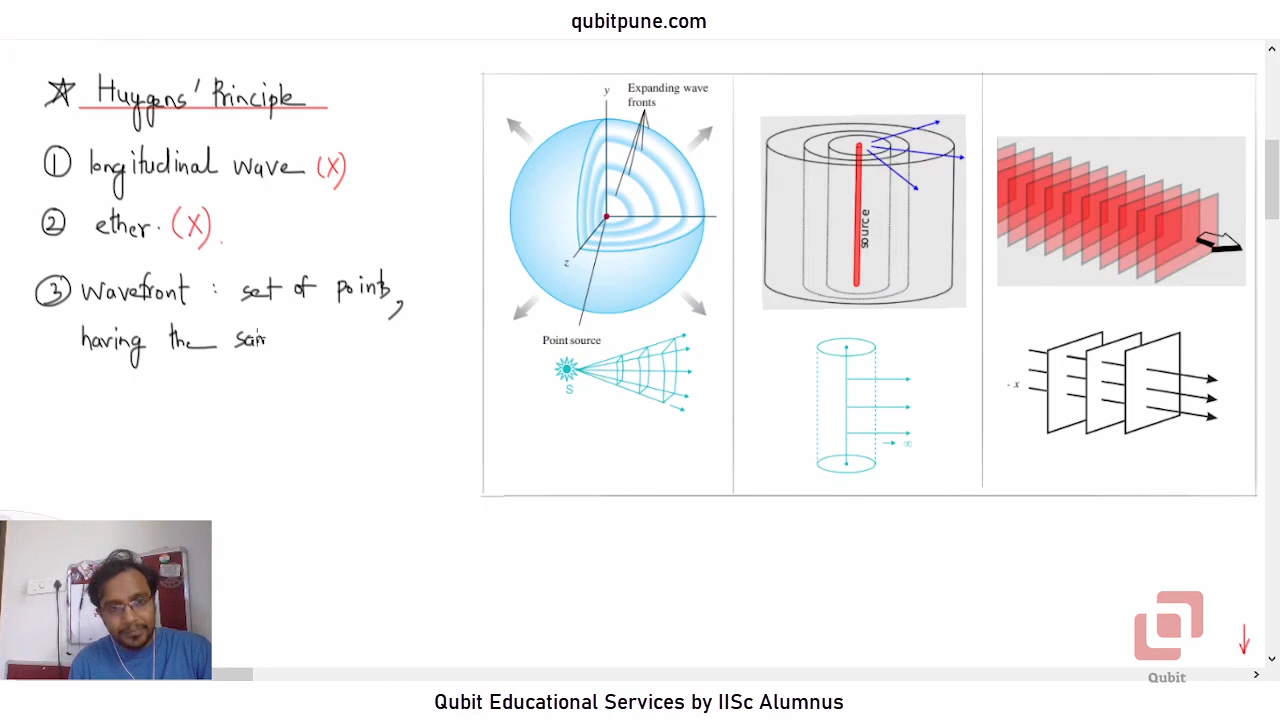 qubitpune.com
Huygens' Principle
① longitudinal wave (X)
② ether. (X).
③ Wavefront : set of points,
having the
y
Expanding wave
fronts
z
Point source
S
source
∞
- x
Qubit
Qubit Educational Services by IISc Alumnus